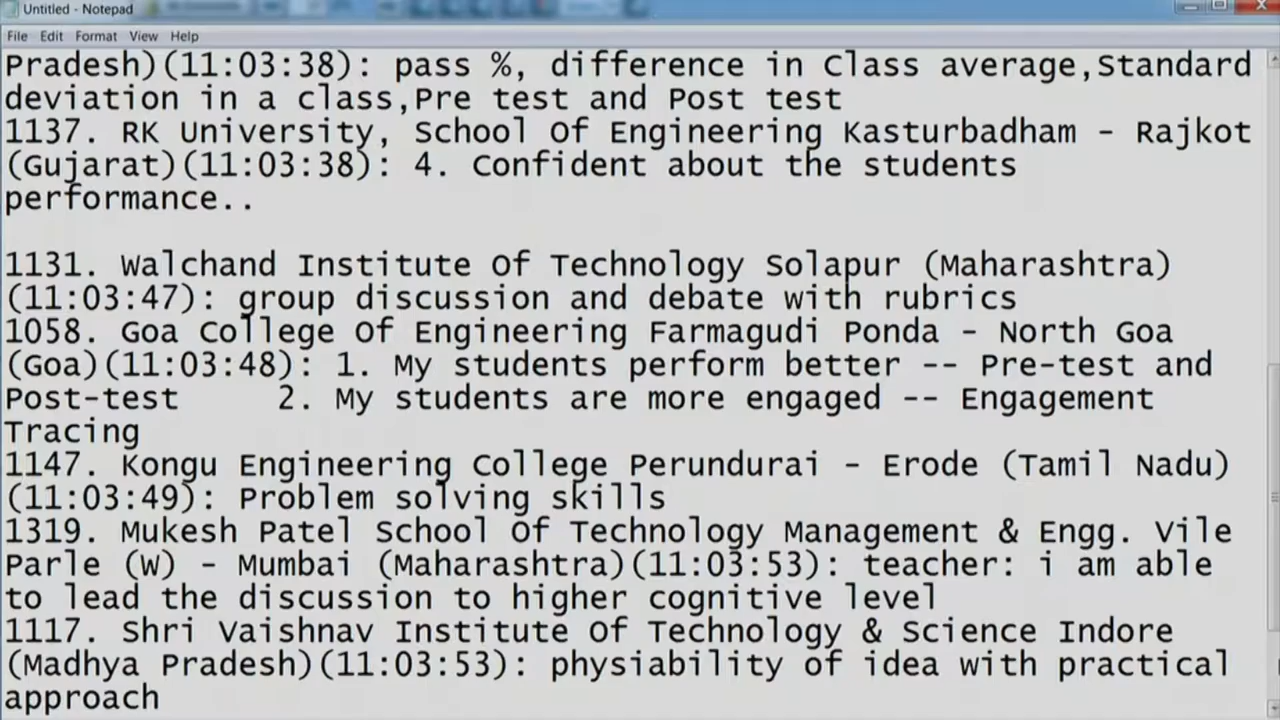 Untitled - Notepad
File Edit Format View Help
Pradesh)(11:03:38): pass %, difference in Class average,Standard
deviation in a class,Pre test and Post test
1137. RK University, School Of Engineering Kasturbadham - Rajkot
(Gujarat)(11:03:38): 4. Confident about the students
performance..
1131. Walchand Institute Of Technology Solapur (Maharashtra)
(11:03:47): group discussion and debate with rubrics
1058. Goa College Of Engineering Farmagudi Ponda - North Goa
(Goa)(11:03:48): 1. My students perform better -- Pre-test and
Post-test 2. My students are more engaged -- Engagement
Tracing
1147. Kongu Engineering College Perundurai - Erode (Tamil Nadu)
(11:03:49): Problem solving skills
1319. Mukesh Patel School Of Technology Management & Engg. Vile
Parle (W) - Mumbai (Maharashtra)(11:03:53): teacher: i am able
to lead the discussion to higher cognitive level
1117. Shri Vaishnav Institute Of Technology & Science Indore
(Madhya Pradesh)(11:03:53): physiability of idea with practical
approach